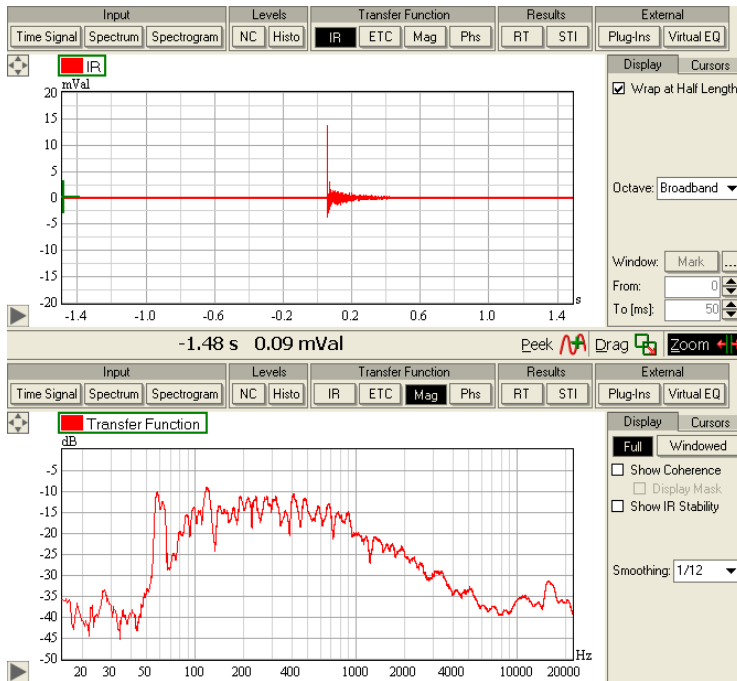 Input Levels Transfer Function Results External
Time Signal Spectrum Spectrogram NC Histo IR ETC Mag Phs RT STI Plug-Ins Virtual EQ
IR
Display Cursors
mVal
Wrap at Half Length
20
15
10
5
0
-5
-10
-15
-20
Octave: Broadband
Window: Mark ...
From: 0
To [ms]: 50
-1.4 -1.0 -0.6 -0.2 0.2 0.6 1.0 1.4 s
-1.48 s 0.09 mVal Peek Drag Zoom
Input Levels Transfer Function Results External
Time Signal Spectrum Spectrogram NC Histo IR ETC Mag Phs RT STI Plug-Ins Virtual EQ
Transfer Function
Display Cursors
dB
Full Windowed
Show Coherence
Display Mask
Show IR Stability
Smoothing: 1/12
-5
-10
-15
-20
-25
-30
-35
-40
-45
-50
20 30 50 100 200 400 1000 2000 4000 10000 20000 Hz